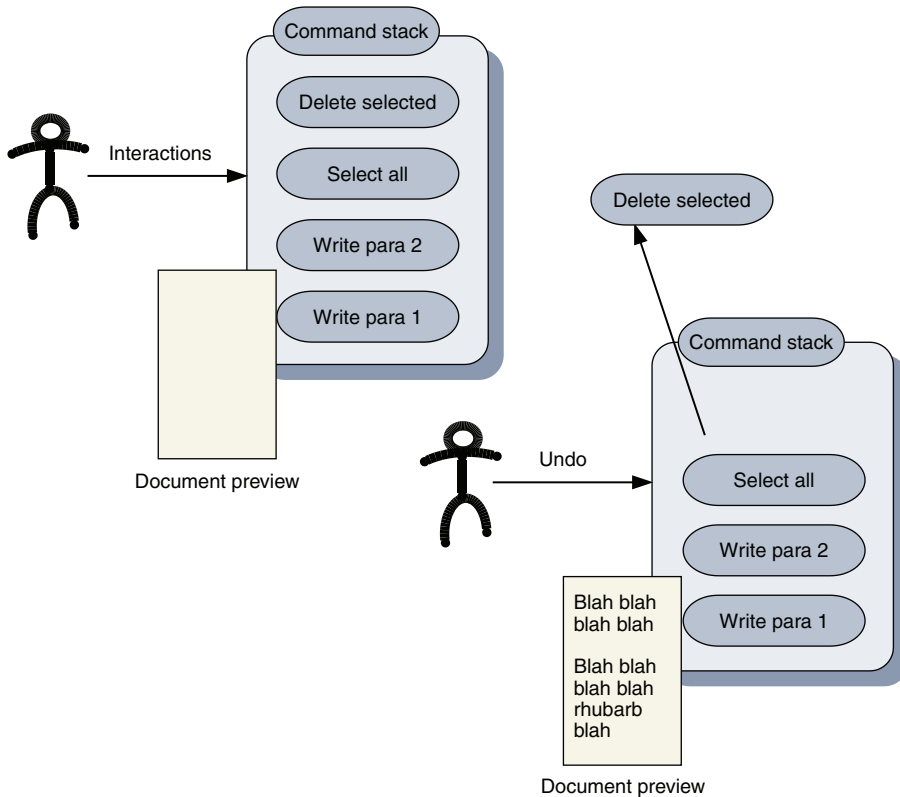 Command stack
Delete selected
Interactions
Select all
Write para 2
Write para 1
Document preview
Delete selected
Command stack
Undo
Select all
Write para 2
Write para 1
Blah blah
blah blah
Blah blah
blah blah
rhubarb
blah
Document preview